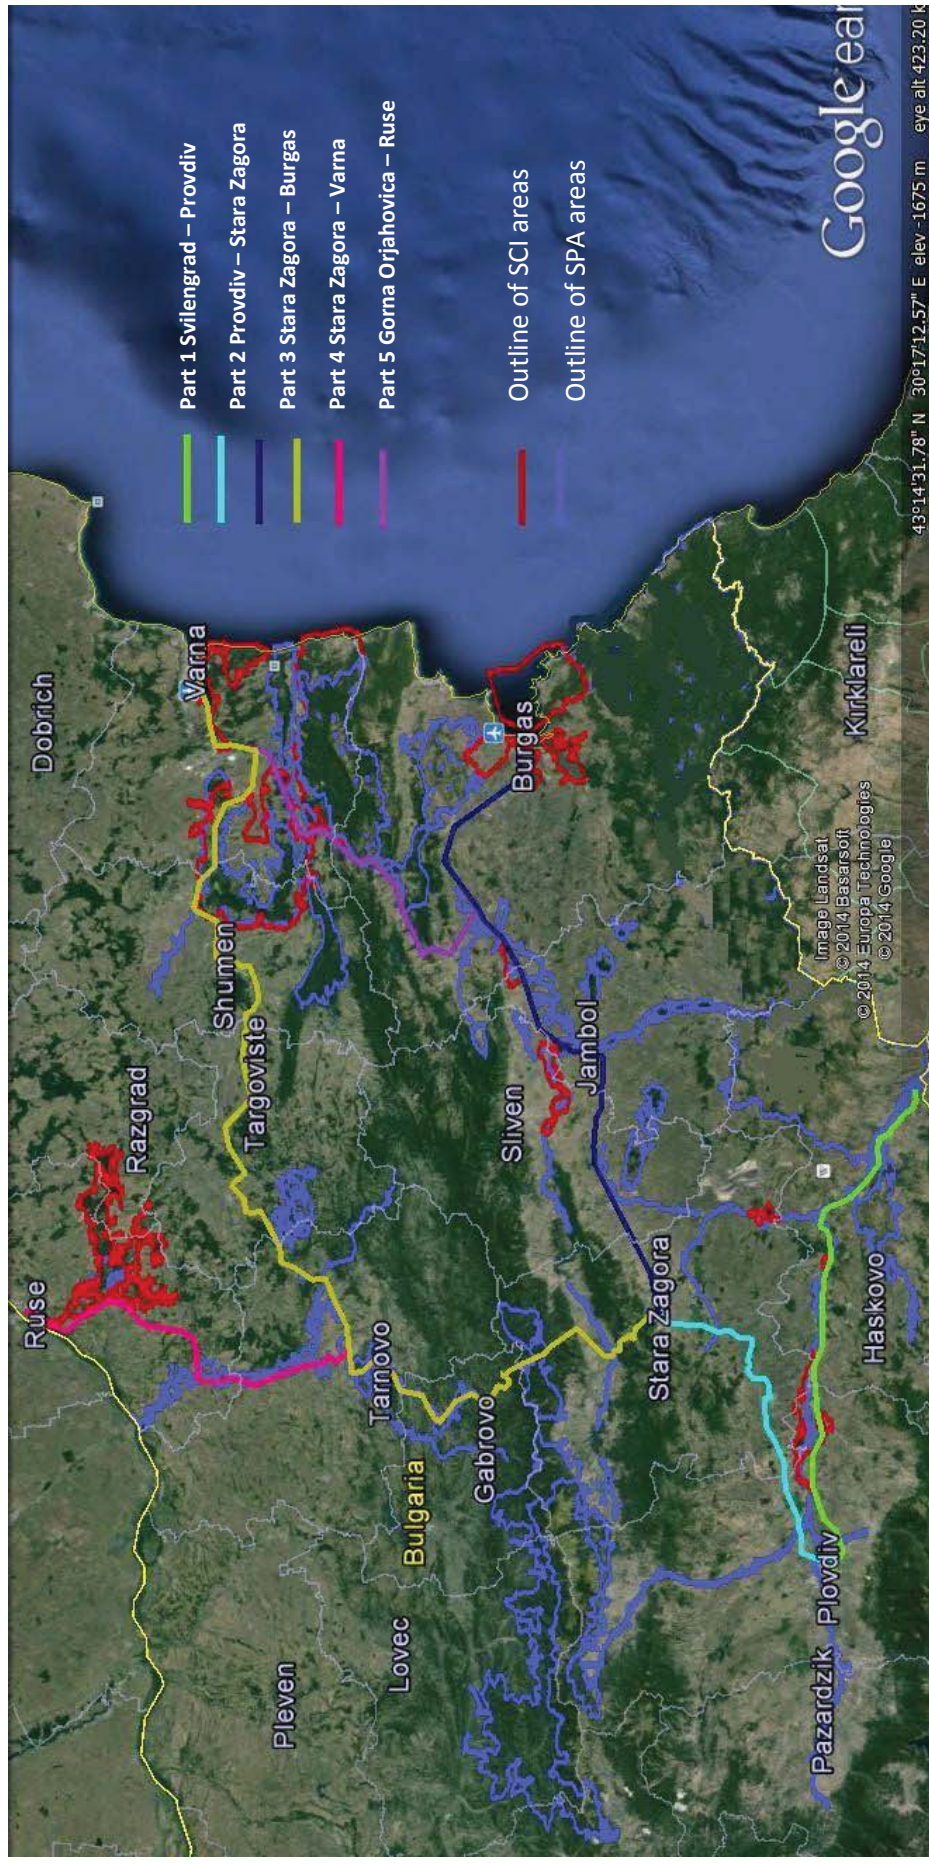 Dobrich
Ruse
Razgrad
Varna
Shumen
Targoviste
Pleven
Tarnovo
Lovec
Bulgaria
Gabrovo
Sliven
Burgas
Jambol
Stara Zagora
Pazardzik
Plovdiv
Haskovo
Kırklareli
Part 1 Svilengrad – Provdiv
Part 2 Provdiv – Stara Zagora
Part 3 Stara Zagora – Burgas
Part 4 Stara Zagora – Varna
Part 5 Gorna Orjahovica – Ruse
Outline of SCI areas
Outline of SPA areas
Image Landsat
© 2014 Basarsoft
© 2014 Europa Technologies
© 2014 Google
Google ear
43°14'31.78" N 30°17'12.57" E elev -1675 m eye alt 423.20 k